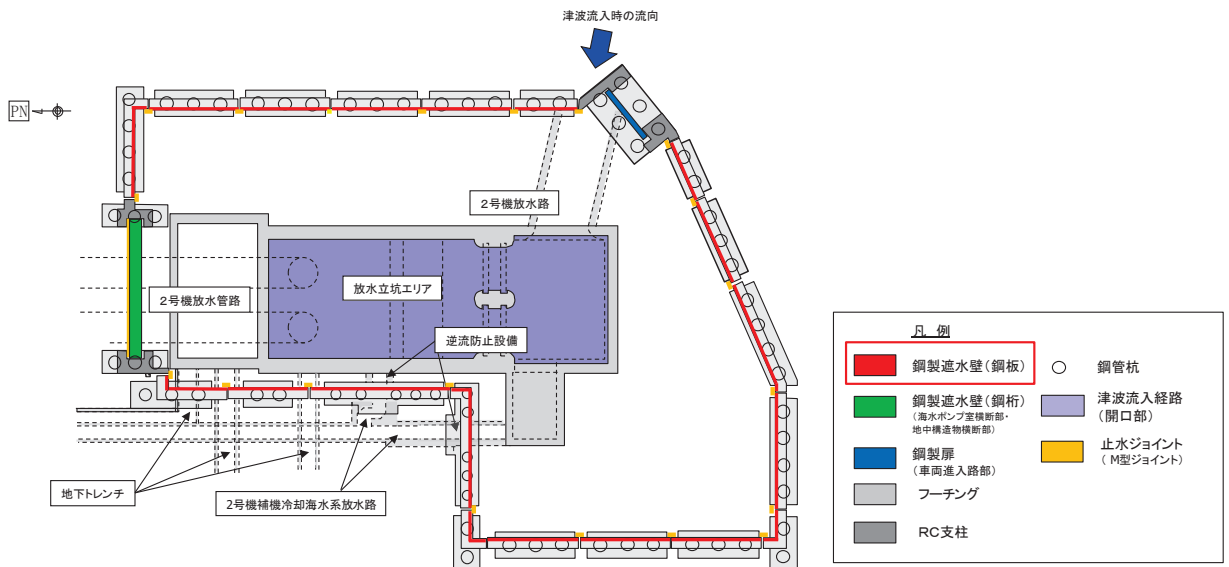 津波流入時の流向
PN
2号機放水路
2号機放水管路
放水立坑エリア
逆流防止設備
地下トレンチ
2号機補機冷却海水系放水路
凡 例
鋼製遮水壁(鋼板)
鋼製遮水壁(鋼桁)
(海水ポンプ室横断部・
地中構造物横断部)
鋼製扉
(車両進入路部)
フーチング
RC支柱
鋼管杭
津波流入経路
(開口部)
止水ジョイント
(M型ジョイント)